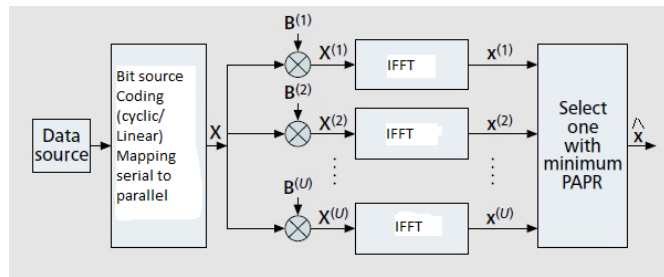 Data
source
Bit source
Coding
(cyclic/
Linear)
Mapping
serial to
parallel
X
B(1)
X(1)
IFFT
x(1)
B(2)
X(2)
IFFT
x(2)
B(U)
X(U)
IFFT
x(U)
Select
one
with
minimum
PAPR
x̂